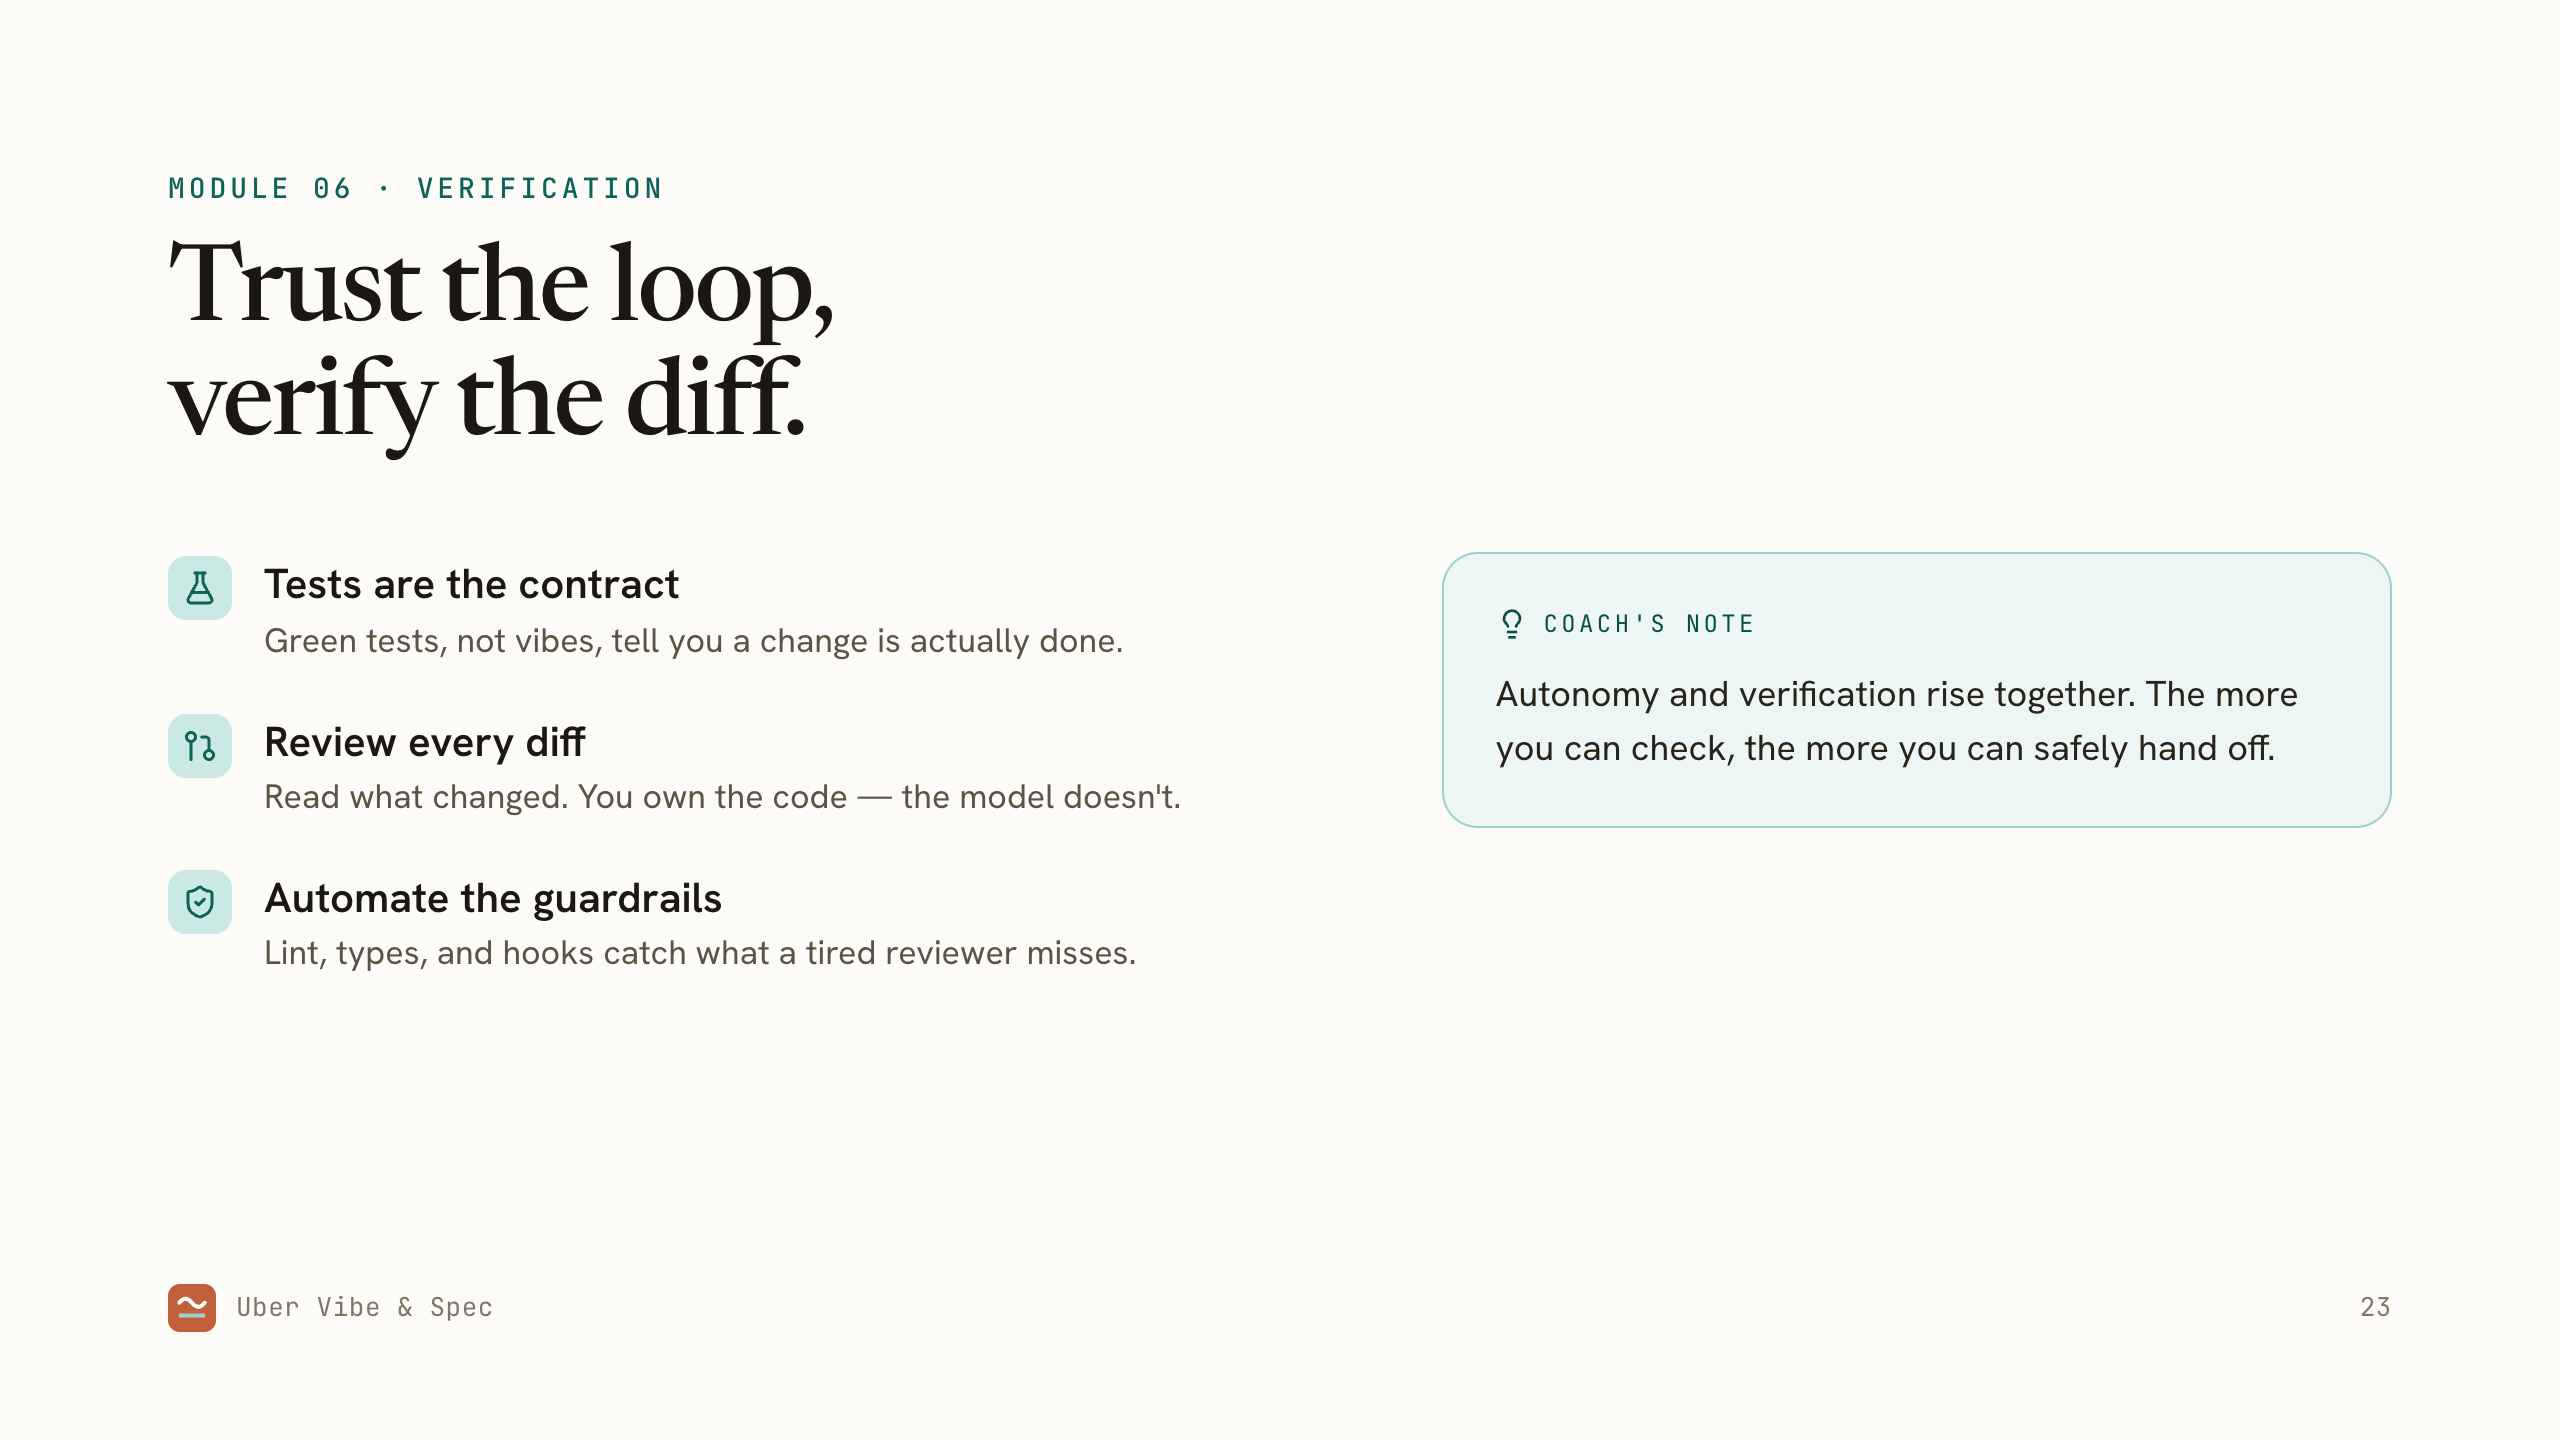 MODULE 06 · VERIFICATION
Trust the loop,
verify the diff.
Tests are the contract
Green tests, not vibes, tell you a change is actually done.
Review every diff
Read what changed. You own the code — the model doesn't.
Automate the guardrails
Lint, types, and hooks catch what a tired reviewer misses.
COACH'S NOTE
Autonomy and verification rise together. The more
you can check, the more you can safely hand off.
Uber Vibe & Spec
23